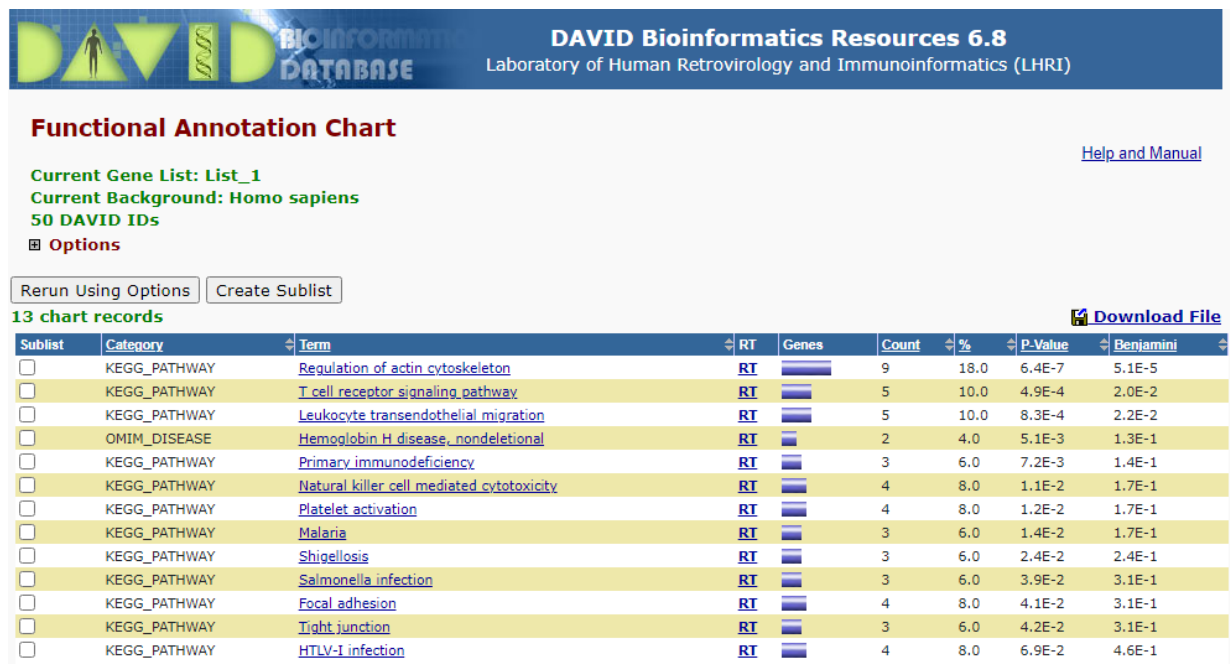 DAVID BIOINFORMATICS DATABASE
DAVID Bioinformatics Resources 6.8
Laboratory of Human Retrovirology and Immunoinformatics (LHRI)
Functional Annotation Chart
Help and Manual
Current Gene List: List_1
Current Background: Homo sapiens
50 DAVID IDs
Options
Rerun Using Options Create Sublist
13 chart records Download File
Sublist Category Term RT Genes Count % P-Value Benjamini
KEGG_PATHWAY Regulation of actin cytoskeleton RT 9 18.0 6.4E-7 5.1E-5
KEGG_PATHWAY T cell receptor signaling pathway RT 5 10.0 4.9E-4 2.0E-2
KEGG_PATHWAY Leukocyte transendothelial migration RT 5 10.0 8.3E-4 2.2E-2
OMIM_DISEASE Hemoglobin H disease, nondeletional RT 2 4.0 5.1E-3 1.3E-1
KEGG_PATHWAY Primary immunodeficiency RT 3 6.0 7.2E-3 1.4E-1
KEGG_PATHWAY Natural killer cell mediated cytotoxicity RT 4 8.0 1.1E-2 1.7E-1
KEGG_PATHWAY Platelet activation RT 4 8.0 1.2E-2 1.7E-1
KEGG_PATHWAY Malaria RT 3 6.0 1.4E-2 1.7E-1
KEGG_PATHWAY Shigellosis RT 3 6.0 2.4E-2 2.4E-1
KEGG_PATHWAY Salmonella infection RT 3 6.0 3.9E-2 3.1E-1
KEGG_PATHWAY Focal adhesion RT 4 8.0 4.1E-2 3.1E-1
KEGG_PATHWAY Tight junction RT 3 6.0 4.2E-2 3.1E-1
KEGG_PATHWAY HTLV-I infection RT 4 8.0 6.9E-2 4.6E-1